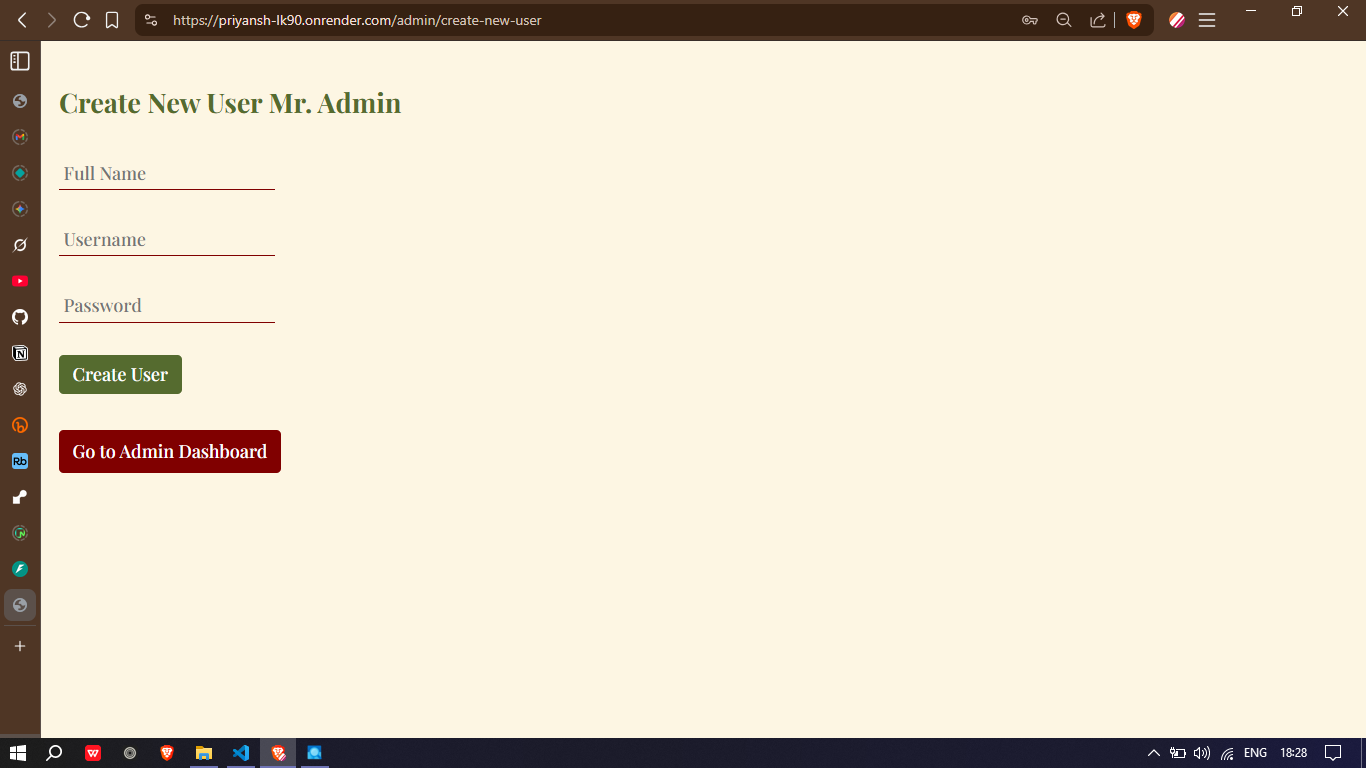 https://priyansh-lk90.onrender.com/admin/create-new-user
Create New User Mr. Admin
Full Name
Username
Password
Create User
Go to Admin Dashboard
Rb
ENG
18:28